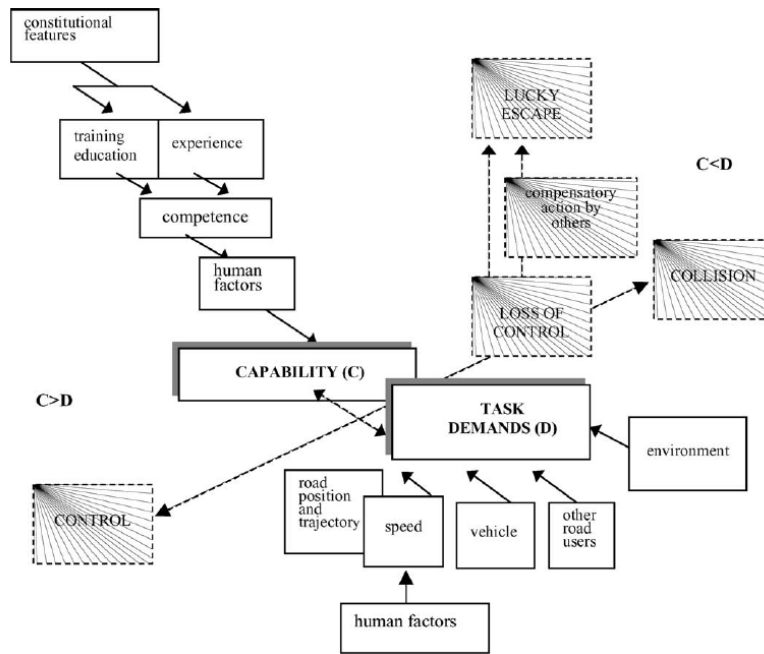 constitutional
features
training
education
experience
competence
human
factors
CAPABILITY (C)
C>D
CONTROL
LUCKY
ESCAPE
C<D
compensatory
action by
others
LOSS OF
CONTROL
COLLISION
TASK
DEMANDS (D)
environment
road
position
and
trajectory
speed
vehicle
other
road
users
human factors